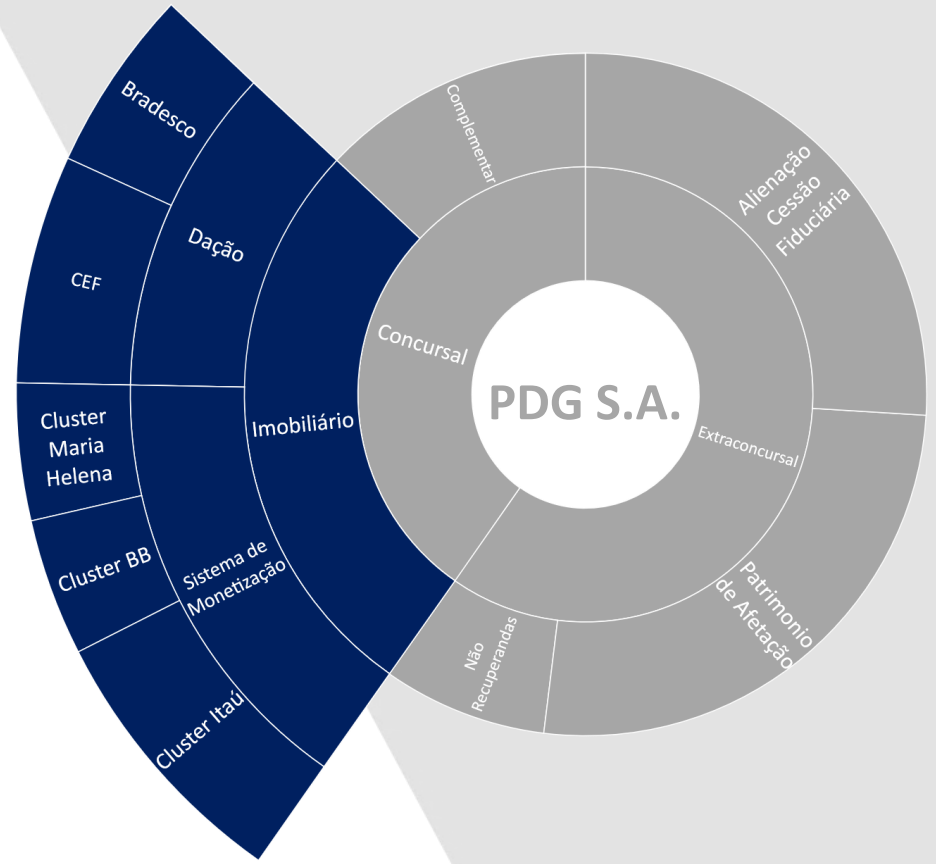 Bradesco
CEF
Cluster
Maria
Helena
Cluster BB
Cluster Itaú
Dação
Sistema de
Monetização
Imobiliário
Complementar
Concursal
PDG S.A.
Extraconcursal
Alienação
Cessão
Fiduciária
Patrimonio
de Afetação
Não
Recuperandas